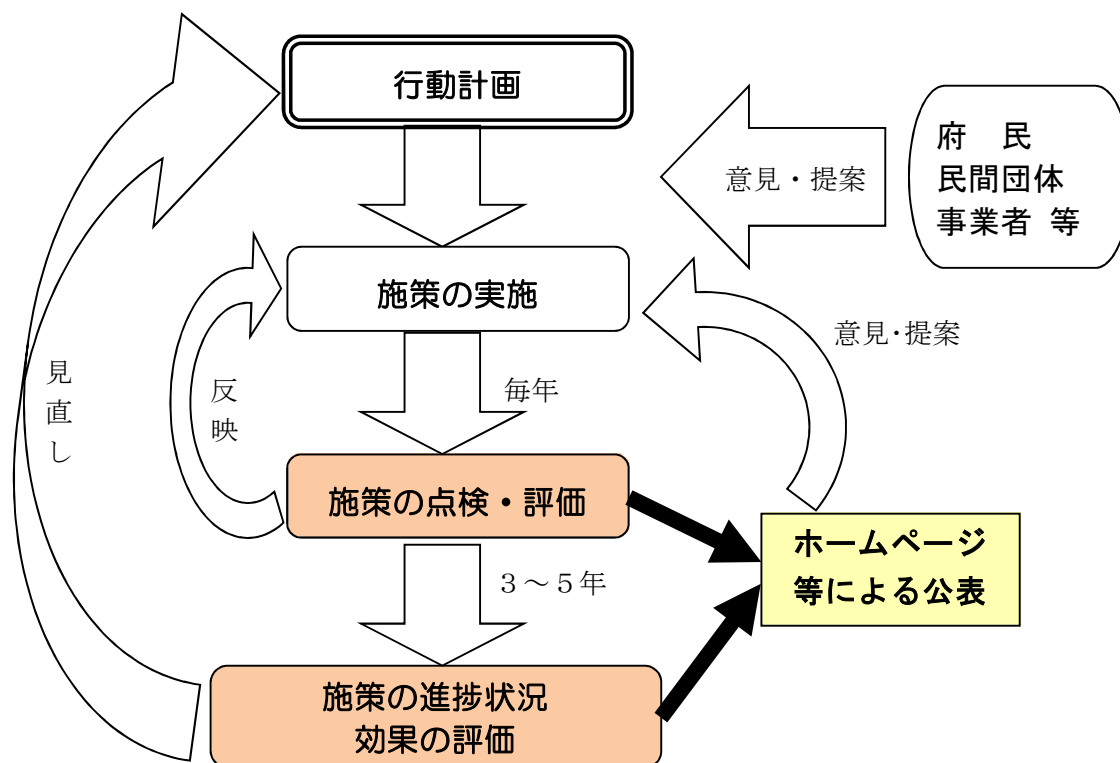 行動計画
意見・提案
府　民
民間団体
事業者 等
施策の実施
意見・提案
見直し
反映
毎年
施策の点検・評価
ホームページ
等による公表
３～５年
施策の進捗状況
効果の評価